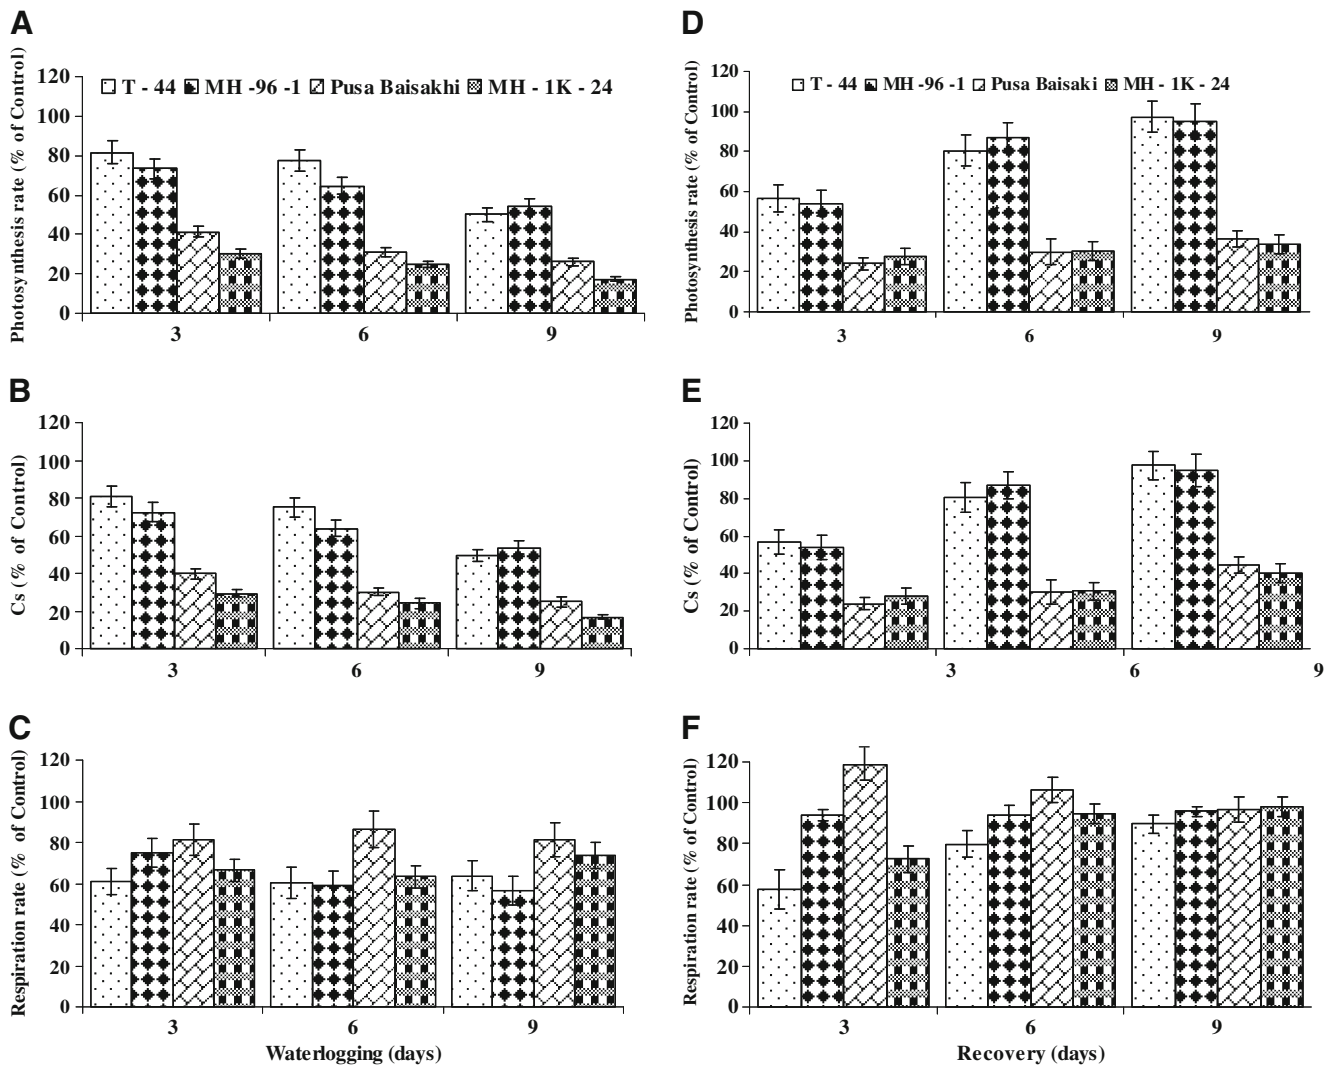 A
Photosynthesis rate (% of Control)
T - 44 MH -96 -1 Pusa Baisakhi MH - 1K - 24
120
100
80
60
40
20
0
3 6 9
D
Photosynthesis rate (% of Control)
T - 44 MH -96 -1 Pusa Baisaki MH - 1K - 24
120
100
80
60
40
20
0
3 6 9
B
Cs (% of Control)
120
100
80
60
40
20
0
3 6 9
E
Cs (% of Control)
120
100
80
60
40
20
0
3 6 9
C
Respiration rate (% of Control)
120
100
80
60
40
20
0
3 6 9
Waterlogging (days)
F
Respiration rate (% of Control)
120
100
80
60
40
20
0
3 6 9
Recovery (days)